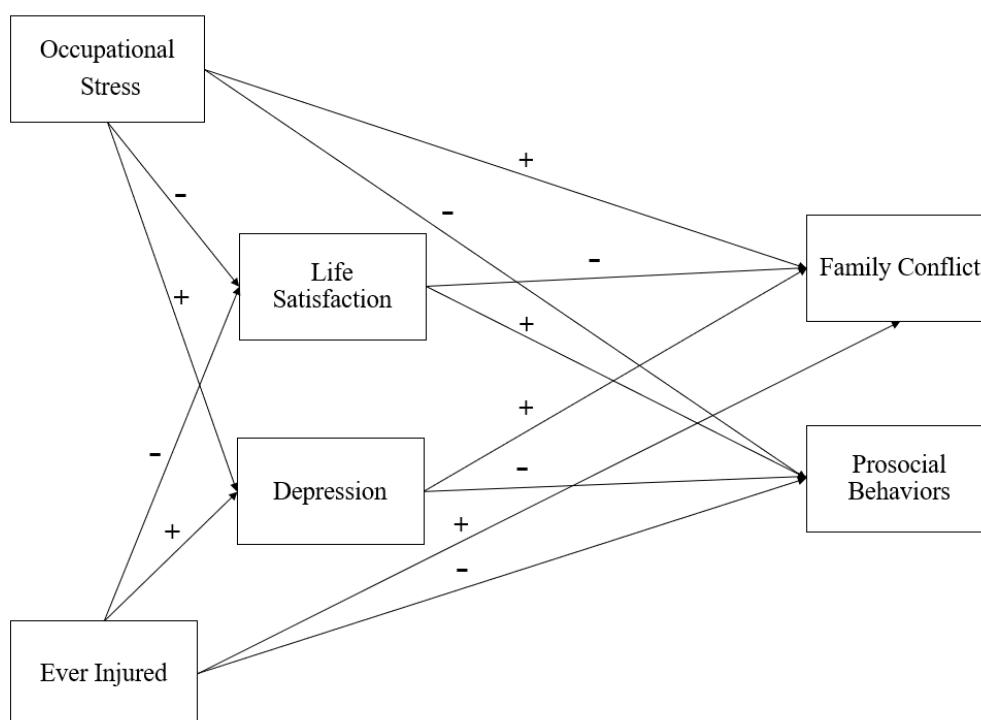 Occupational
Stress
+
-
-
Life
Satisfaction
-
Family Conflict
+
+
+
-
Depression
-
Prosocial
Behaviors
+
+
-
Ever Injured